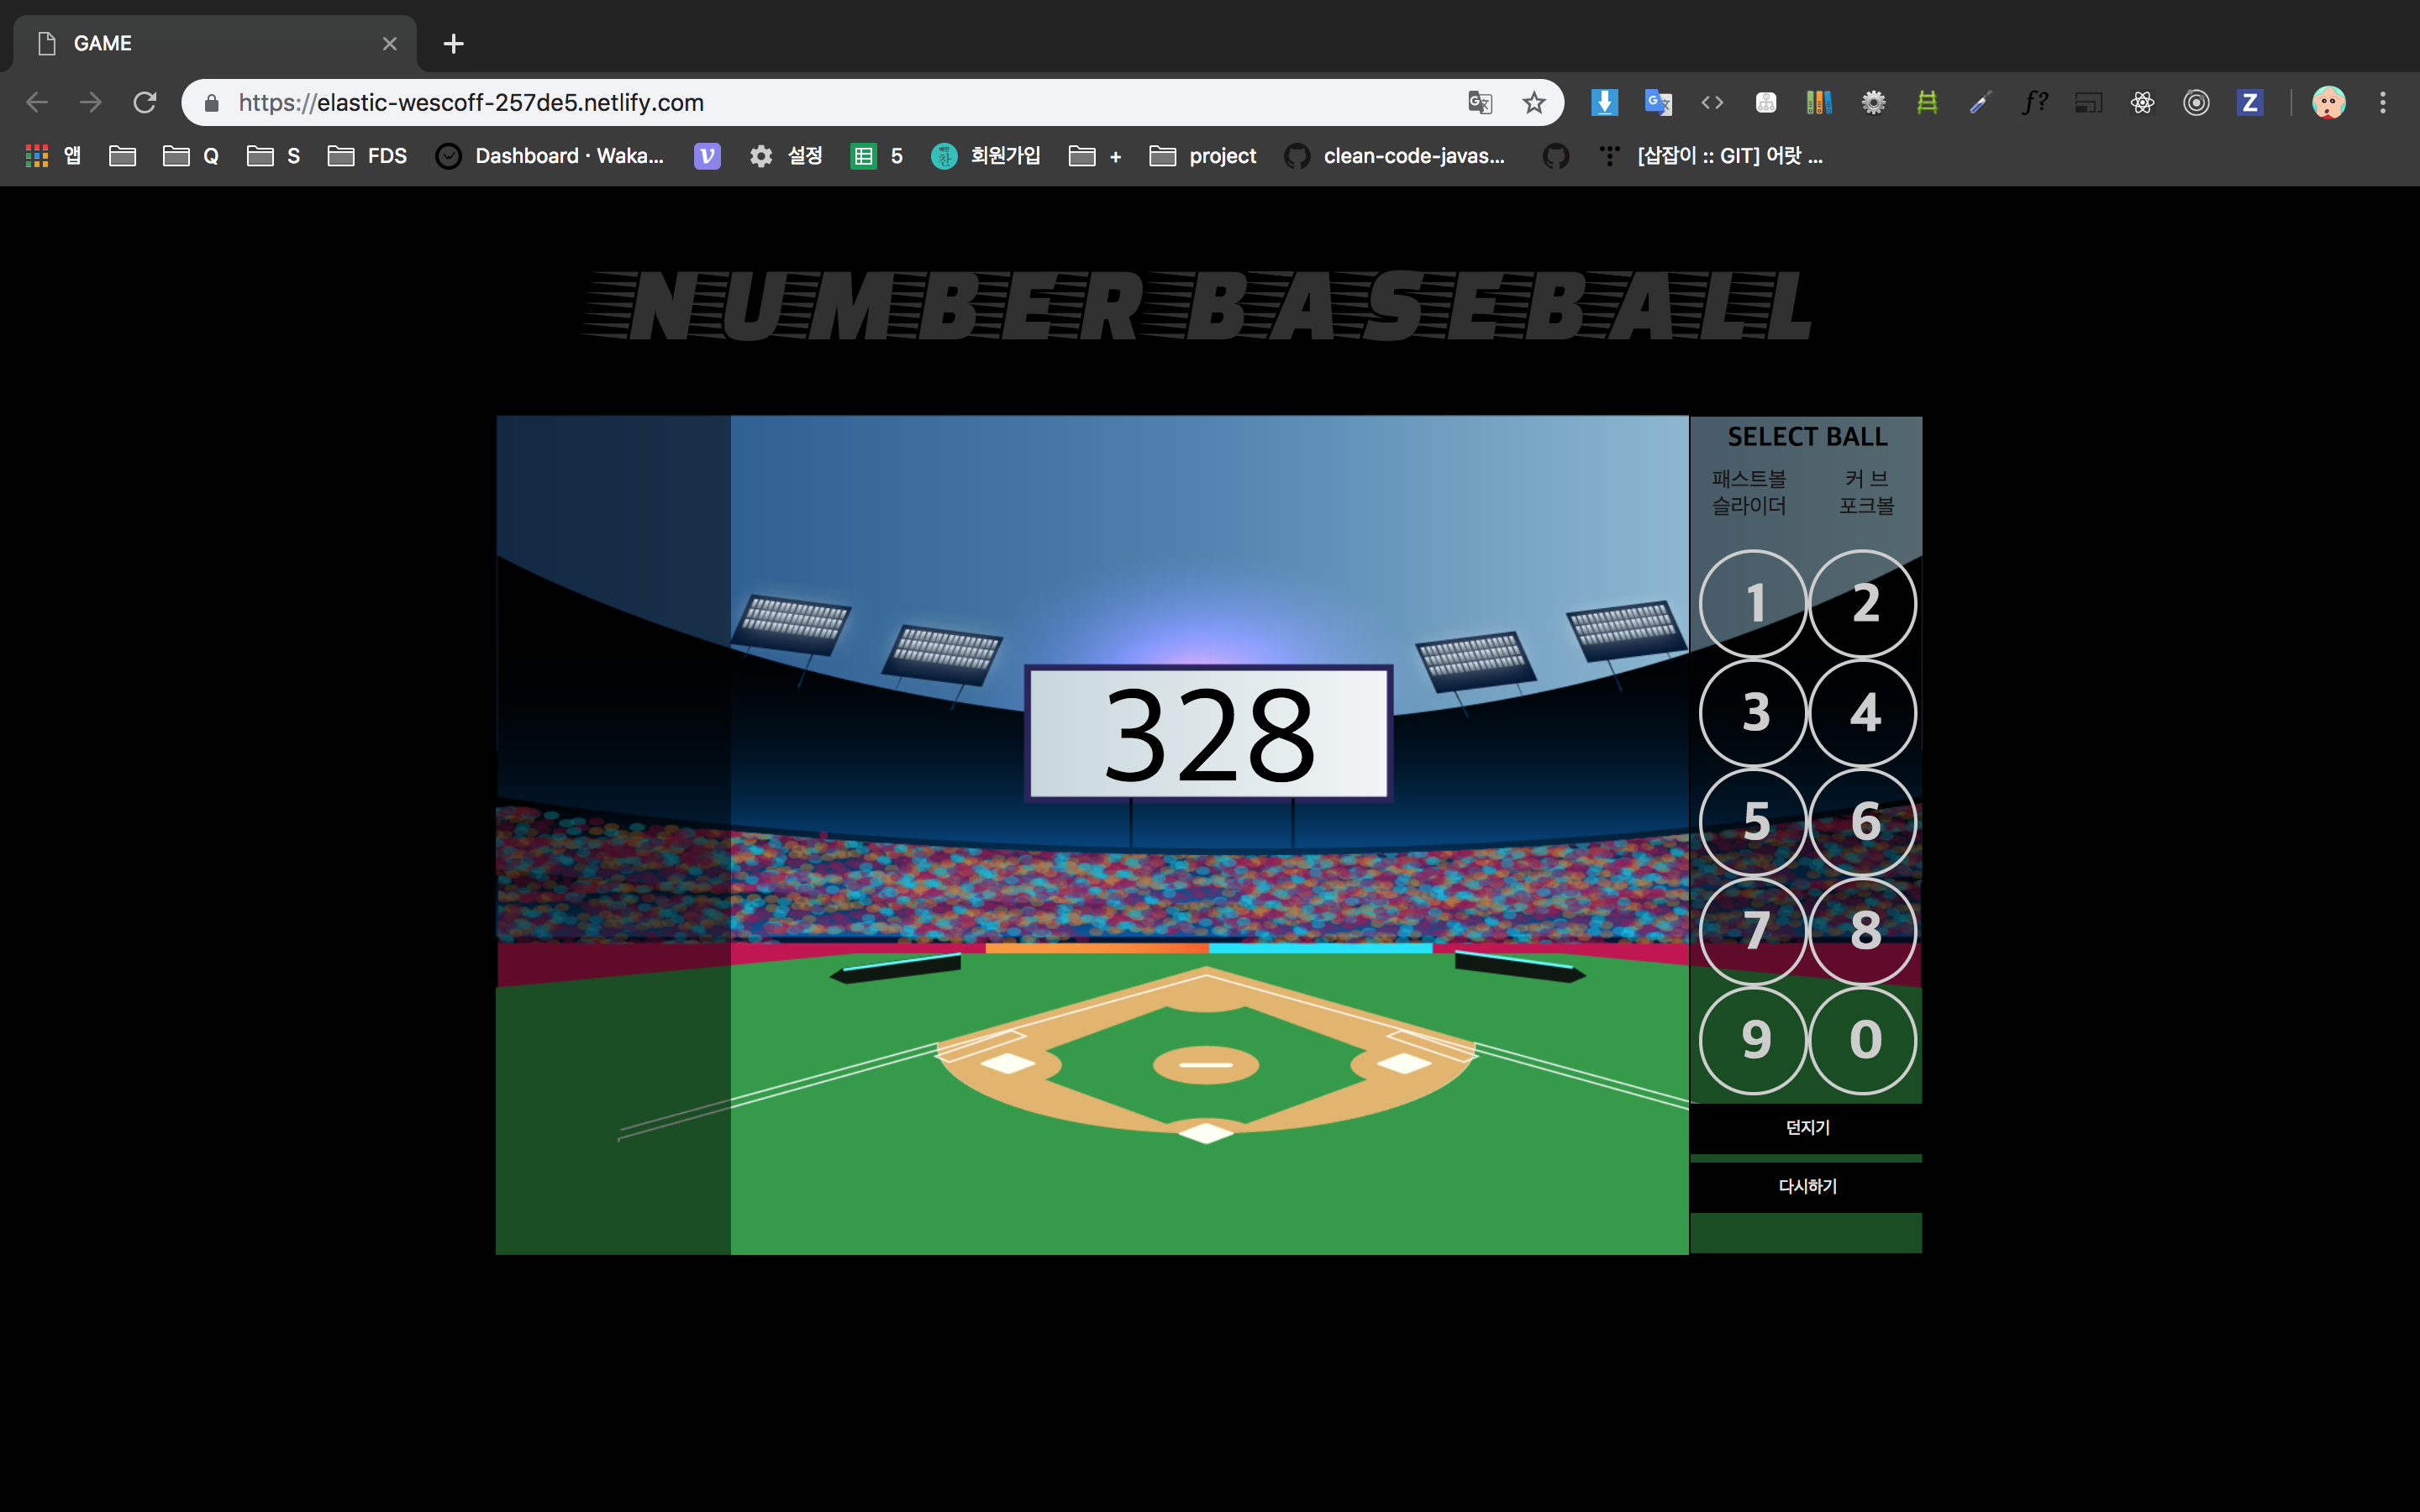 GAME
https://elastic-wescoff-257de5.netlify.com
f?
Z
앱
Q
S
FDS
Dashboard · Waka...
v
설정
5
회원가입
+
project
clean-code-javas...
[삽잡이 :: GIT] 어랏 ...
NUMBER BASEBALL
SELECT BALL
패스트볼 커 브
슬라이더 포크볼
328
1 2
3 4
5 6
7 8
9 0
던지기
다시하기